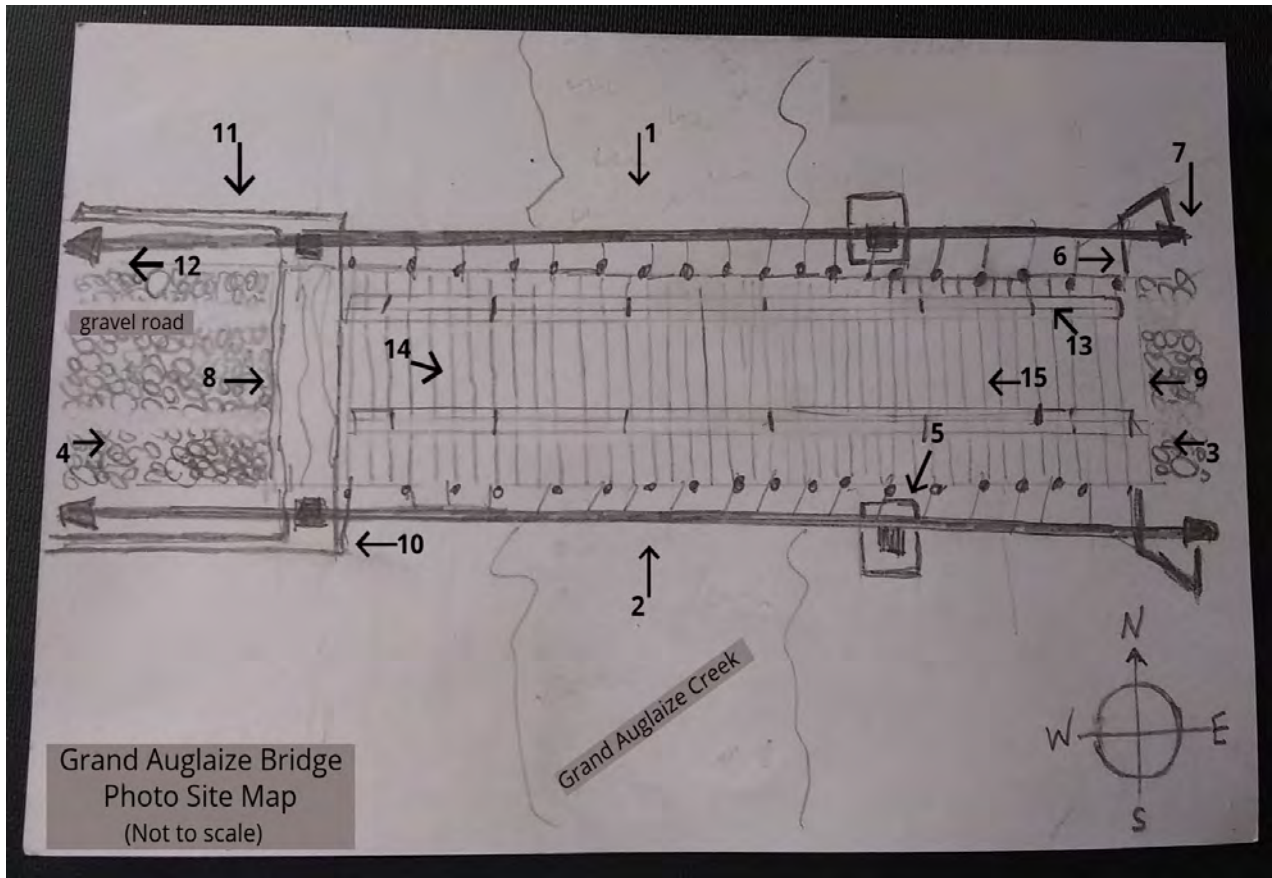 11
1
7
6
12
gravel road
14
13
8
15
9
4
5
3
10
2
Grand Auglaize Creek
N
W
E
S
Grand Auglaize Bridge
Photo Site Map
(Not to scale)